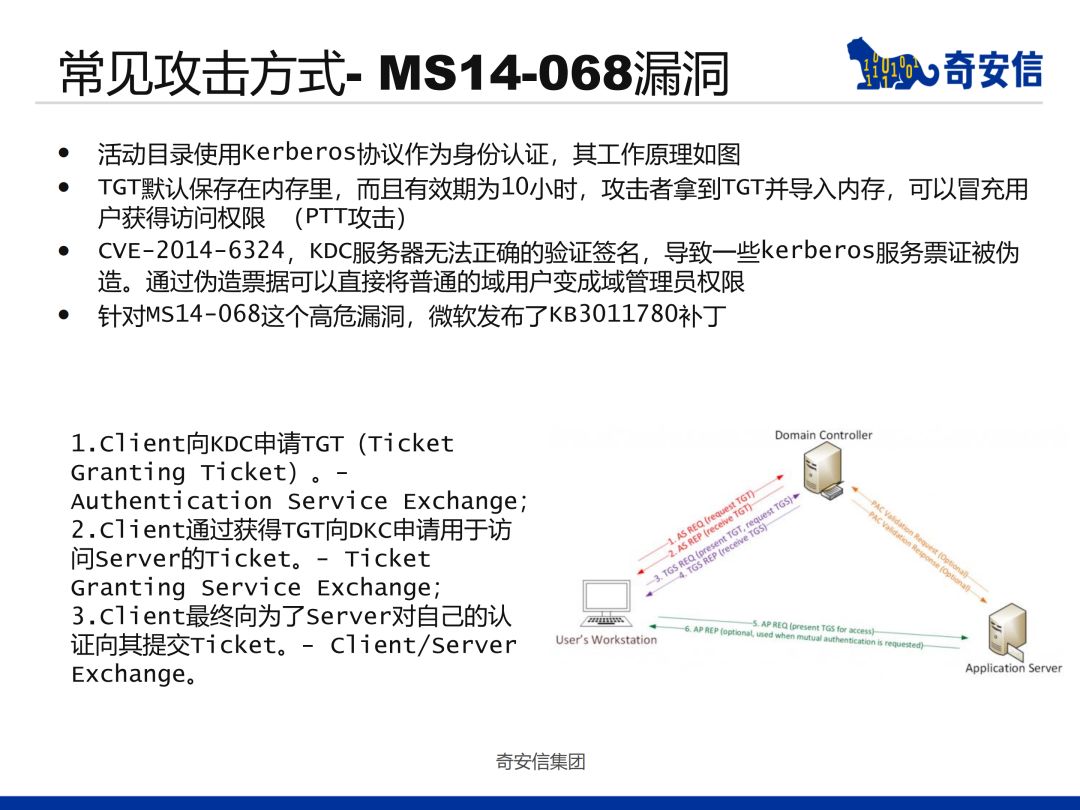 常见攻击方式- MS14-068漏洞
奇安信
• 活动目录使用Kerberos协议作为身份认证，其工作原理如图
• TGT默认保存在内存里，而且有效期为10小时，攻击者拿到TGT并导入内存，可以冒充用
户获得访问权限 （PTT攻击）
• CVE-2014-6324，KDC服务器无法正确的验证签名，导致一些kerberos服务票证被伪
造。通过伪造票据可以直接将普通的域用户变成域管理员权限
• 针对MS14-068这个高危漏洞，微软发布了KB3011780补丁
1.Client向KDC申请TGT（Ticket
Granting Ticket）。-
Authentication Service Exchange；
2.Client通过获得TGT向DKC申请用于访
问Server的Ticket。- Ticket
Granting Service Exchange；
3.Client最终向为了Server对自己的认
证向其提交Ticket。- Client/Server
Exchange。
Domain Controller
1. AS REQ (request TGT)
2. AS REP (receive TGT)
3. TGS REQ (present TGT, request TGS)
4. TGS REP (receive TGS)
PAC Validation Request (Optional)
PAC Validation Response (Optional)
5. AP REQ (present TGS for access)
6. AP REP (optional, used when mutual authentication is requested)
User's Workstation
Application Server
奇安信集团